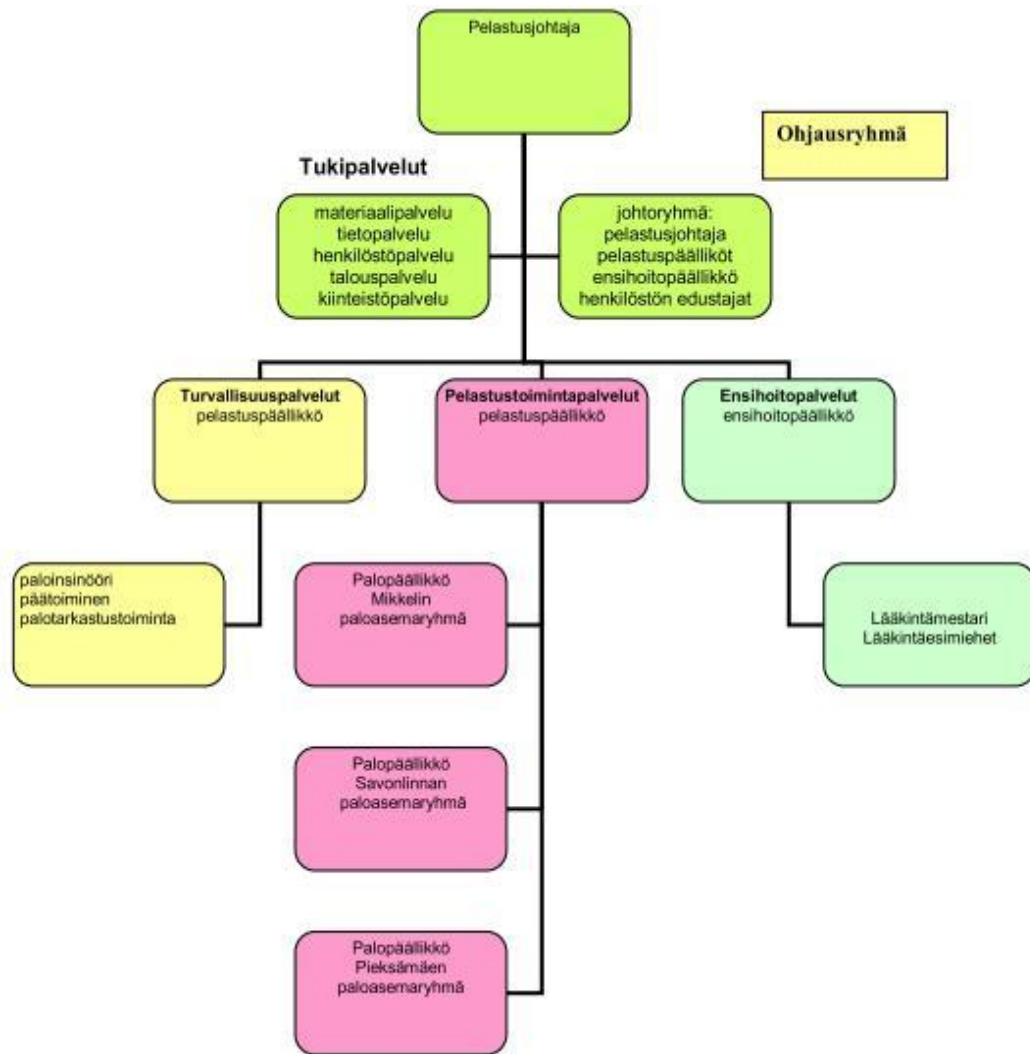 Pelastusjohtaja
Ohjausryhmä
Tukipalvelut
materiaalipalvelu
tietopalvelu
henkilöstöpalvelu
talouspalvelu
kiinteistöpalvelu
johtoryhmä:
pelastusjohtaja
pelastuspäälliköt
ensihoitopäällikkö
henkilöstön edustajat
Turvallisuuspalvelut
pelastuspäällikkö
Pelastustoimintapalvelut
pelastuspäällikkö
Ensihoitopalvelut
ensihoitopäällikkö
paloinsinööri
päätoiminen
palotarkastustoiminta
Palopäällikkö
Mikkelin
paloasemaryhmä
Lääkintämestari
Lääkintäesimiehet
Palopäällikkö
Savonlinnan
paloasemaryhmä
Palopäällikkö
Pieksämäen
paloasemaryhmä